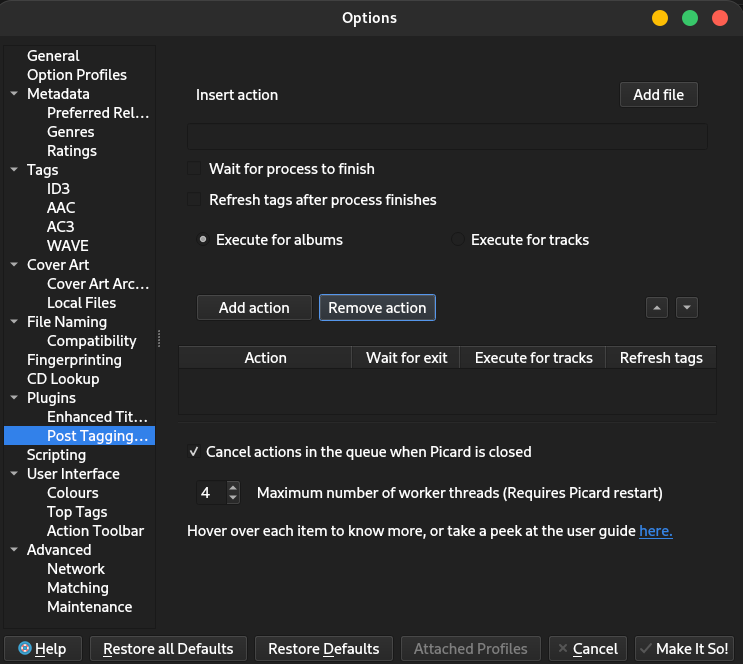 Options
General
Option Profiles
Metadata
Preferred Rel...
Genres
Ratings
Tags
ID3
AAC
AC3
WAVE
Cover Art
Cover Art Arc...
Local Files
File Naming
Compatibility
Fingerprinting
CD Lookup
Plugins
Enhanced Tit...
Post Tagging...
Scripting
User Interface
Colours
Top Tags
Action Toolbar
Advanced
Network
Matching
Maintenance
Insert action Add file
Wait for process to finish
Refresh tags after process finishes
Execute for albums Execute for tracks
Add action Remove action
Action Wait for exit Execute for tracks Refresh tags
Cancel actions in the queue when Picard is closed
4 Maximum number of worker threads (Requires Picard restart)
Hover over each item to know more, or take a peek at the user guide here.
Help Restore all Defaults Restore Defaults Attached Profiles Cancel Make It So!